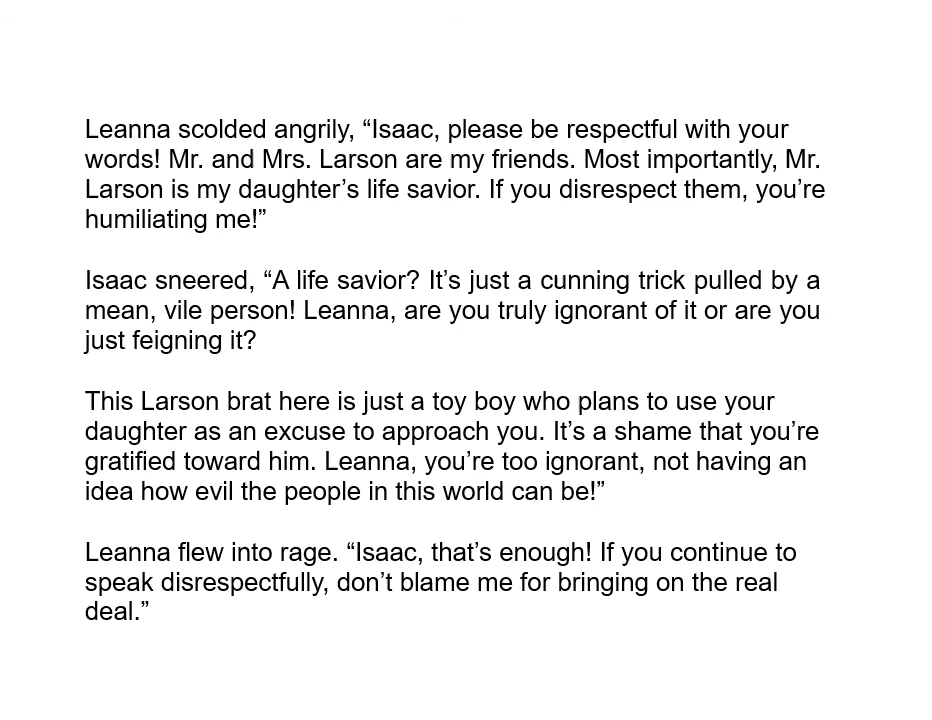 Leanna scolded angrily, “Isaac, please be respectful with your
words! Mr. and Mrs. Larson are my friends. Most importantly, Mr.
Larson is my daughter’s life savior. If you disrespect them, you’re
humiliating me!”
Isaac sneered, “A life savior? It’s just a cunning trick pulled by a
mean, vile person! Leanna, are you truly ignorant of it or are you
just feigning it?
This Larson brat here is just a toy boy who plans to use your
daughter as an excuse to approach you. It’s a shame that you’re
gratified toward him. Leanna, you’re too ignorant, not having an
idea how evil the people in this world can be!”
Leanna flew into rage. “Isaac, that’s enough! If you continue to
speak disrespectfully, don’t blame me for bringing on the real
deal.”